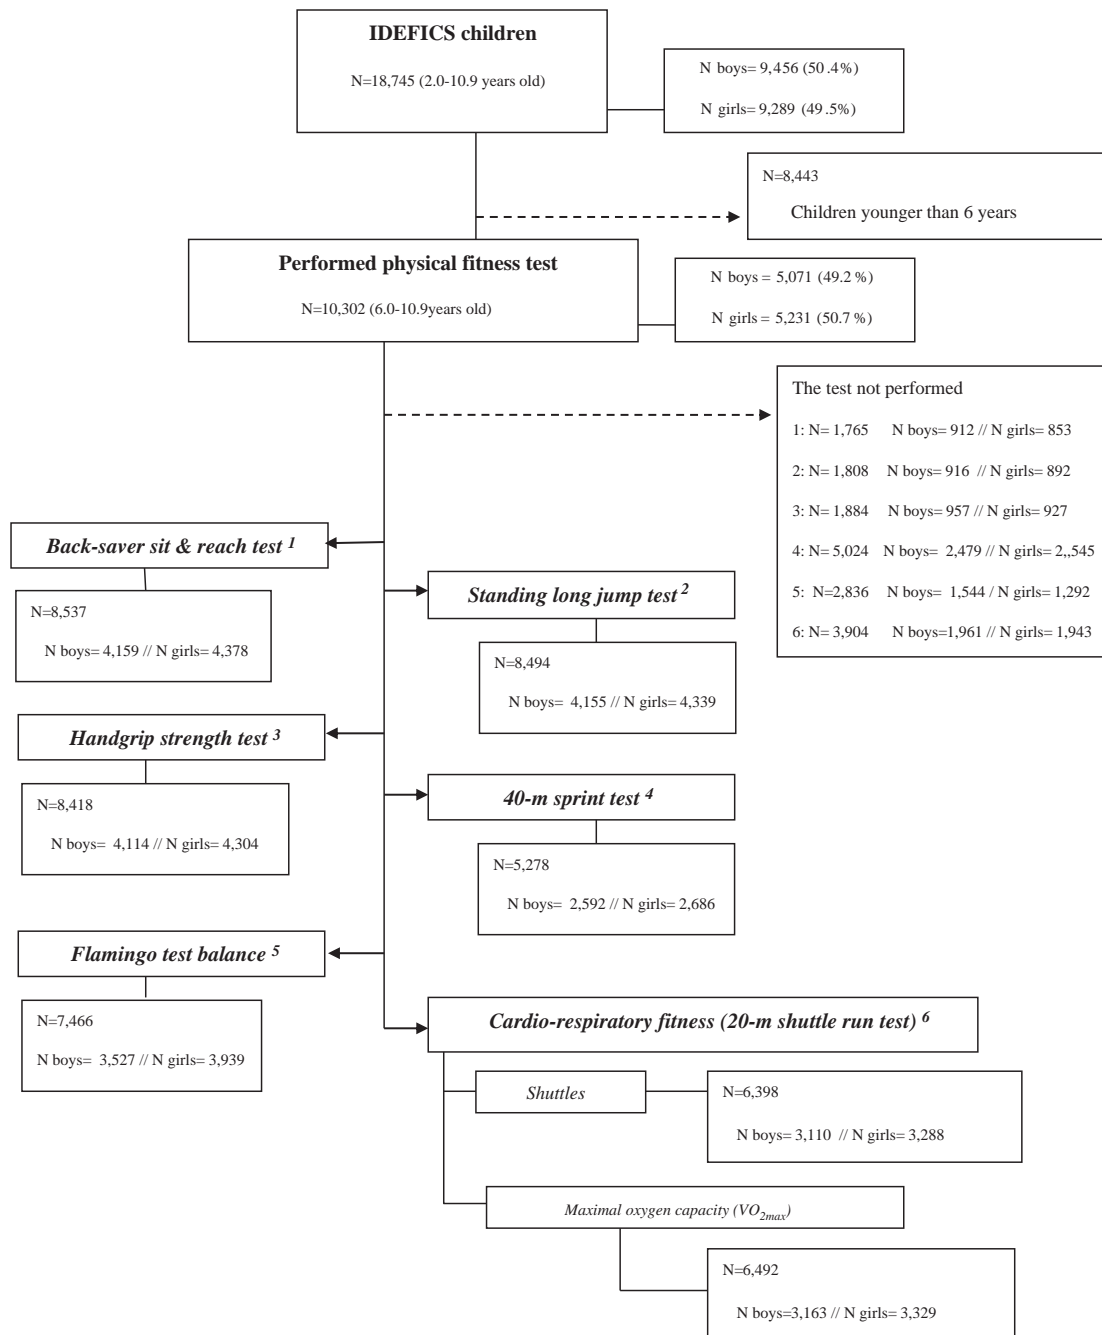 IDEFICS children
N=18,745 (2.0-10.9 years old)
N boys= 9,456 (50.4%)
N girls= 9,289 (49.5%)
N=8,443
Children younger than 6 years
Performed physical fitness test
N=10,302 (6.0-10.9years old)
N boys = 5,071 (49.2%)
N girls = 5,231 (50.7%)
The test not performed
1: N= 1,765 N boys= 912 // N girls= 853
2: N= 1,808 N boys= 916 // N girls= 892
3: N= 1,884 N boys= 957 // N girls= 927
4: N= 5,024 N boys= 2,479 // N girls= 2,,545
5: N=2,836 N boys= 1,544 / N girls= 1,292
6: N= 3,904 N boys=1,961 // N girls= 1,943
Back-saver sit & reach test 1
N=8,537
N boys= 4,159 // N girls= 4,378
Standing long jump test 2
N=8,494
N boys= 4,155 // N girls= 4,339
Handgrip strength test 3
N=8,418
N boys= 4,114 // N girls= 4,304
40-m sprint test 4
N=5,278
N boys= 2,592 // N girls= 2,686
Flamingo test balance 5
N=7,466
N boys= 3,527 // N girls= 3,939
Cardio-respiratory fitness (20-m shuttle run test) 6
Shuttles
N=6,398
N boys= 3,110 // N girls= 3,288
Maximal oxygen capacity (VO2max)
N=6,492
N boys=3,163 // N girls= 3,329